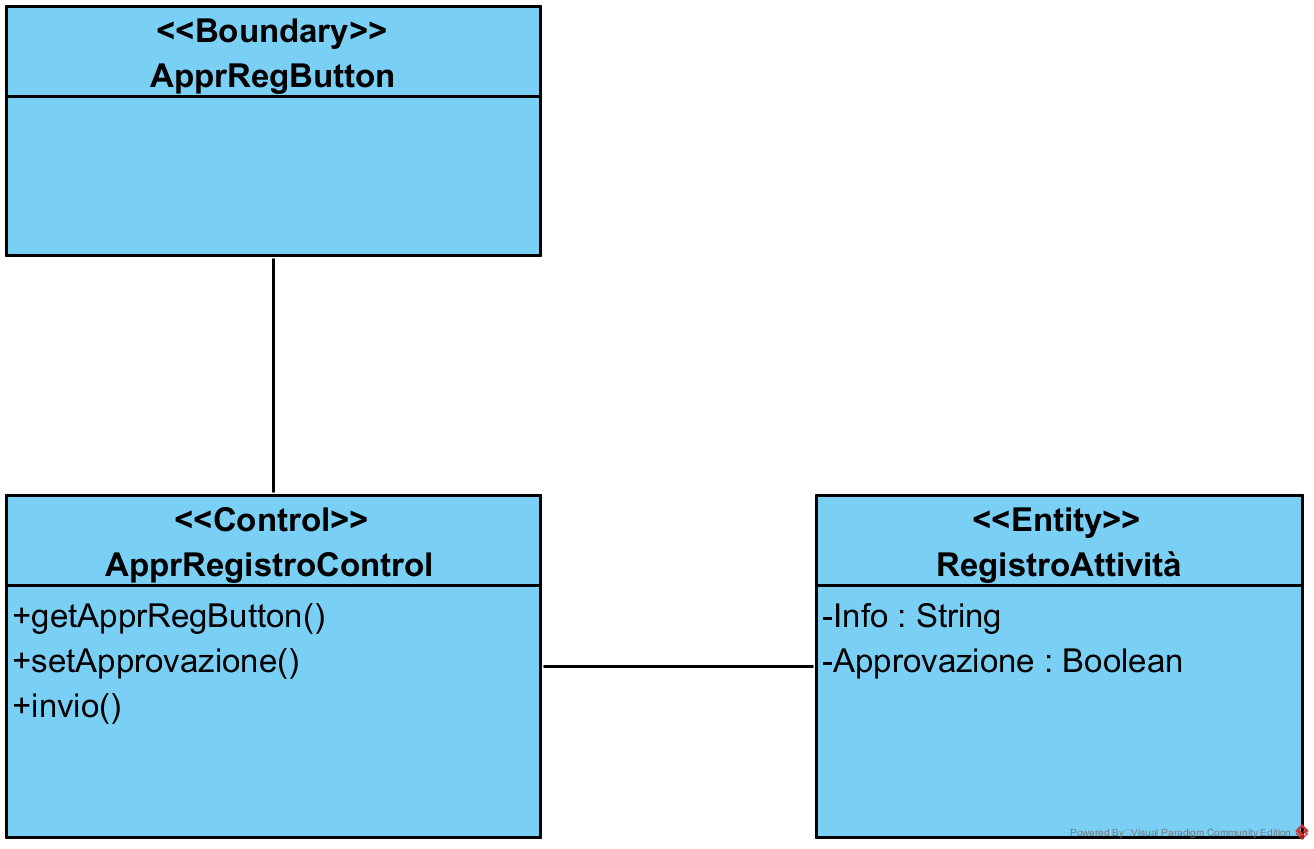 <<Boundary>>
ApprRegButton
<<Control>>
ApprRegistroControl
+getApprRegButton()
+setApprovazione()
+invio()
<<Entity>>
RegistroAttività
-Info : String
-Approvazione : Boolean
Powered By Visual Paradigm Community Edition